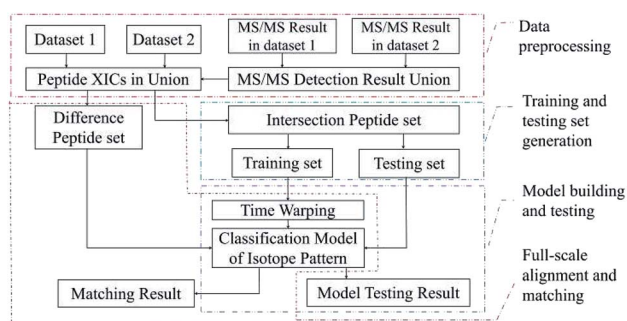 Dataset 1
Dataset 2
MS/MS Result
in dataset 1
MS/MS Result
in dataset 2
Data
preprocessing
Peptide XICs in Union
MS/MS Detection Result Union
Difference
Peptide set
Intersection Peptide set
Training and
testing set
generation
Training set
Testing set
Time Warping
Model building
and testing
Classification Model
of Isotope Pattern
Matching Result
Model Testing Result
Full-scale
alignment and
matching